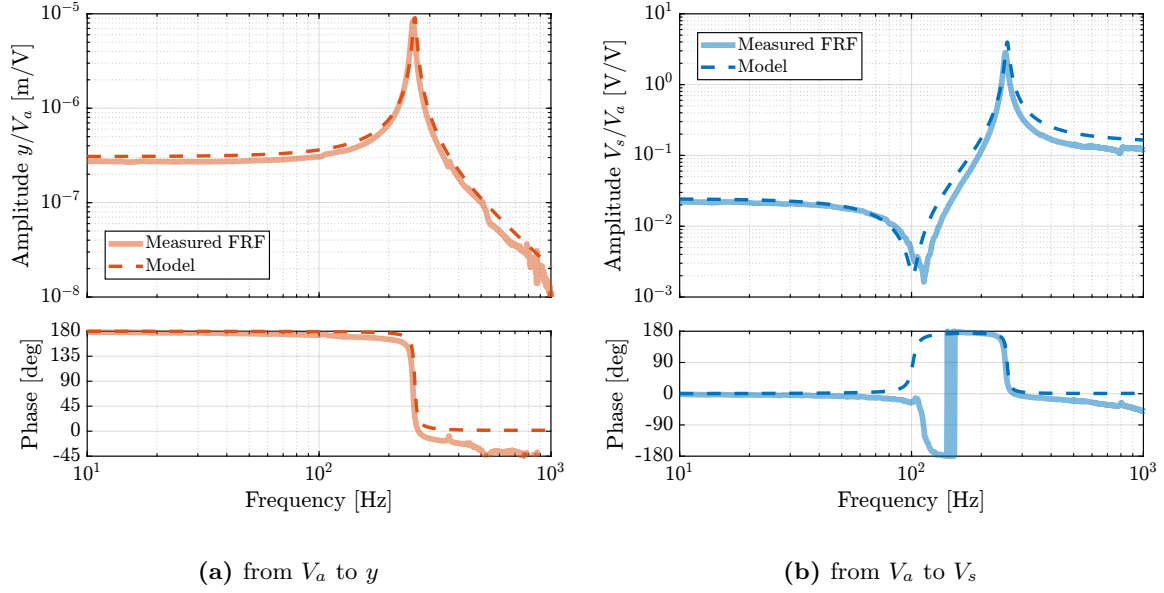 Amplitude y/V_a [m/V]
10^-5
10^-6
10^-7
10^-8
Measured FRF
Model
Phase [deg]
180
135
90
45
0
-45
10^1
10^2
10^3
Frequency [Hz]
(a) from V_a to y
Amplitude V_s/V_a [V/V]
10^1
10^0
10^-1
10^-2
10^-3
Measured FRF
Model
Phase [deg]
180
90
0
-90
-180
10^1
10^2
10^3
Frequency [Hz]
(b) from V_a to V_s